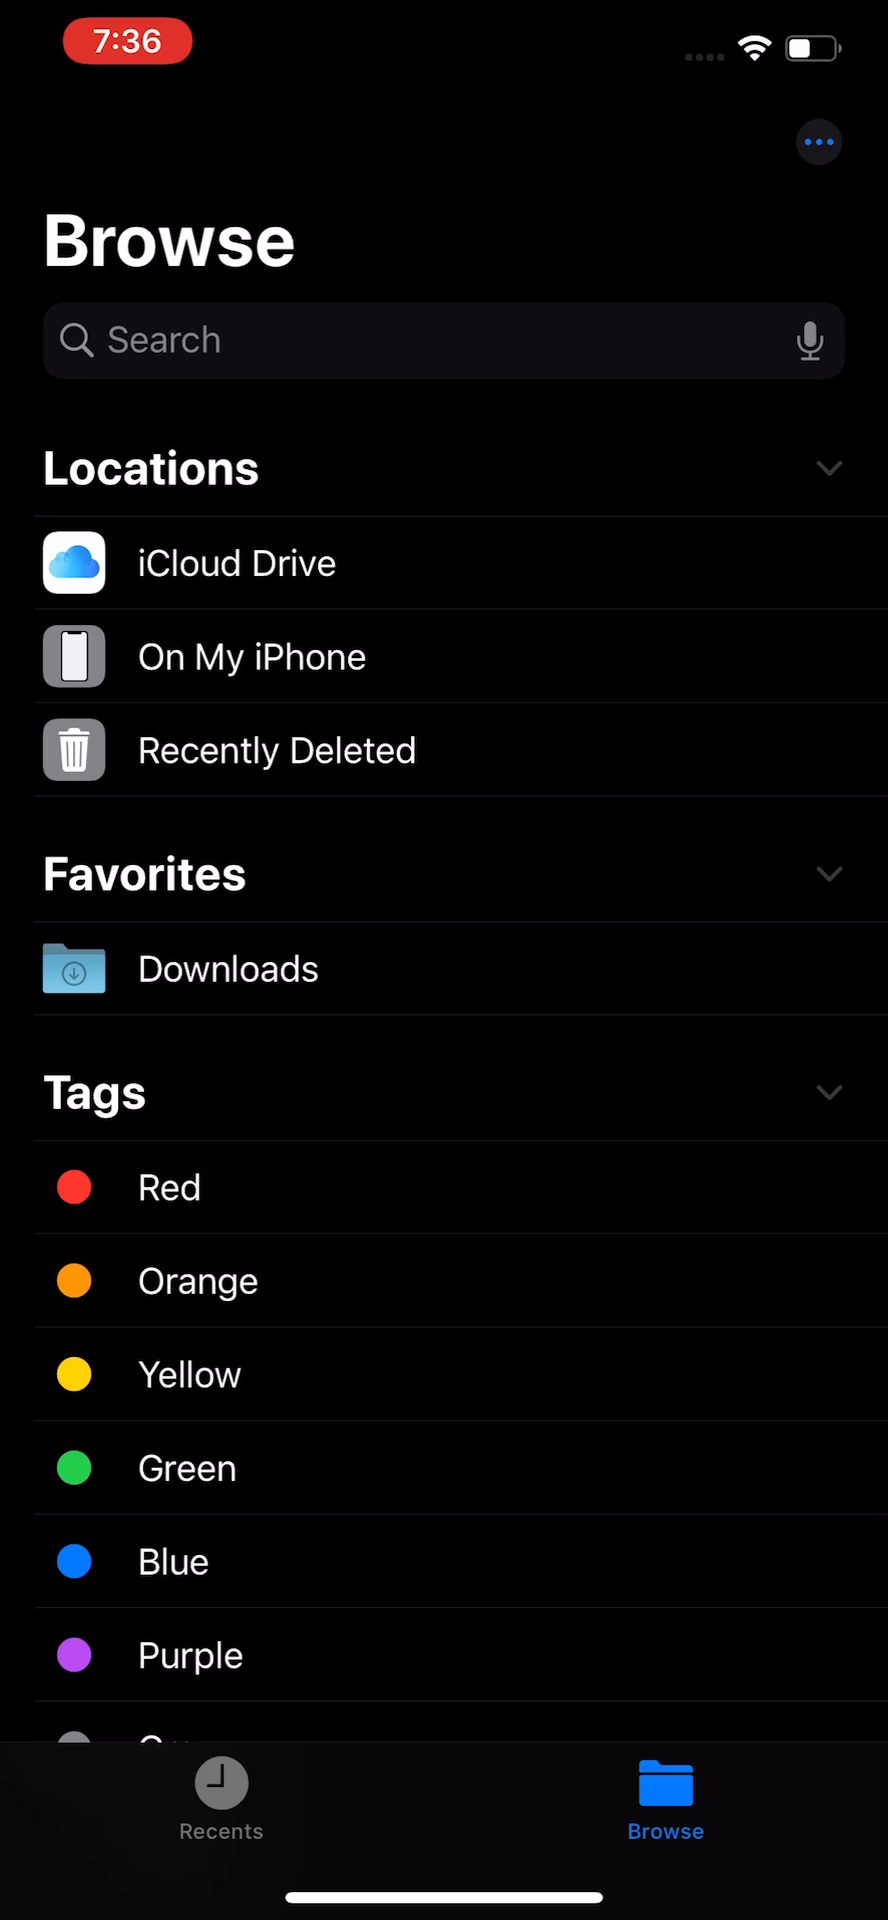 7:36
Browse
Search
Locations
iCloud Drive
On My iPhone
Recently Deleted
Favorites
Downloads
Tags
Red
Orange
Yellow
Green
Blue
Purple
Recents
Browse